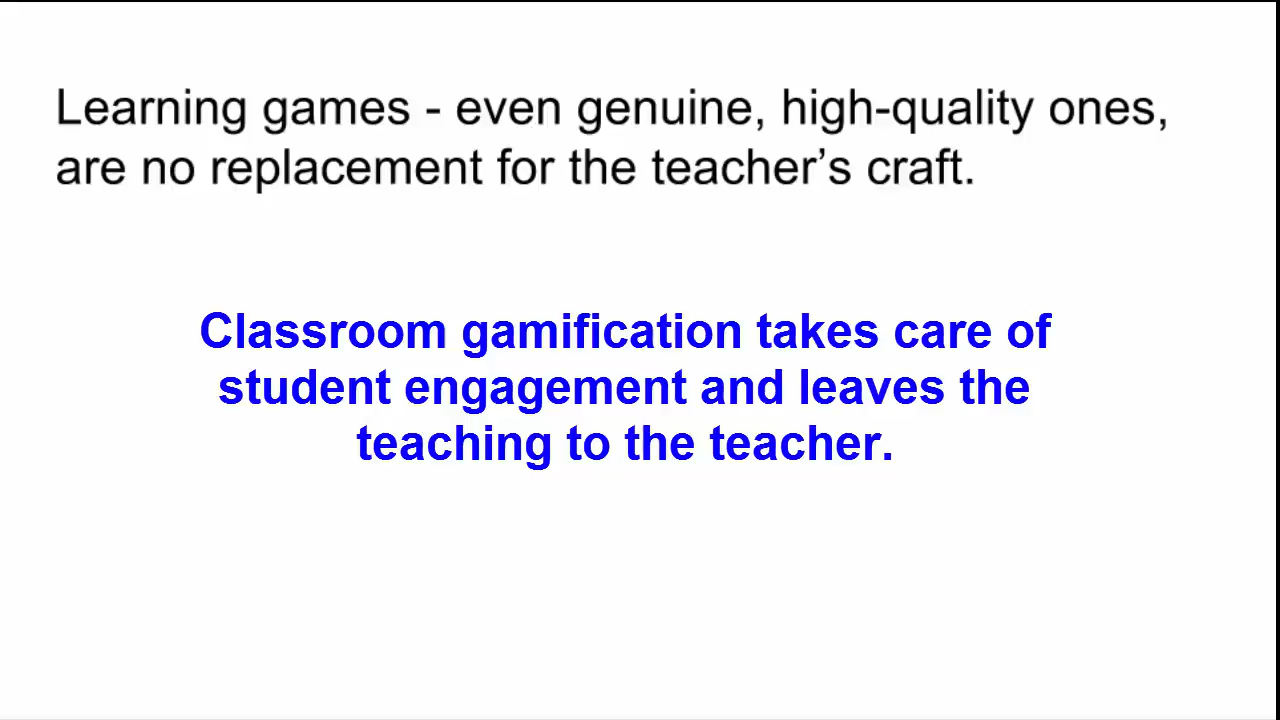 Learning games - even genuine, high-quality ones,
are no replacement for the teacher’s craft.
Classroom gamification takes care of
student engagement and leaves the
teaching to the teacher.